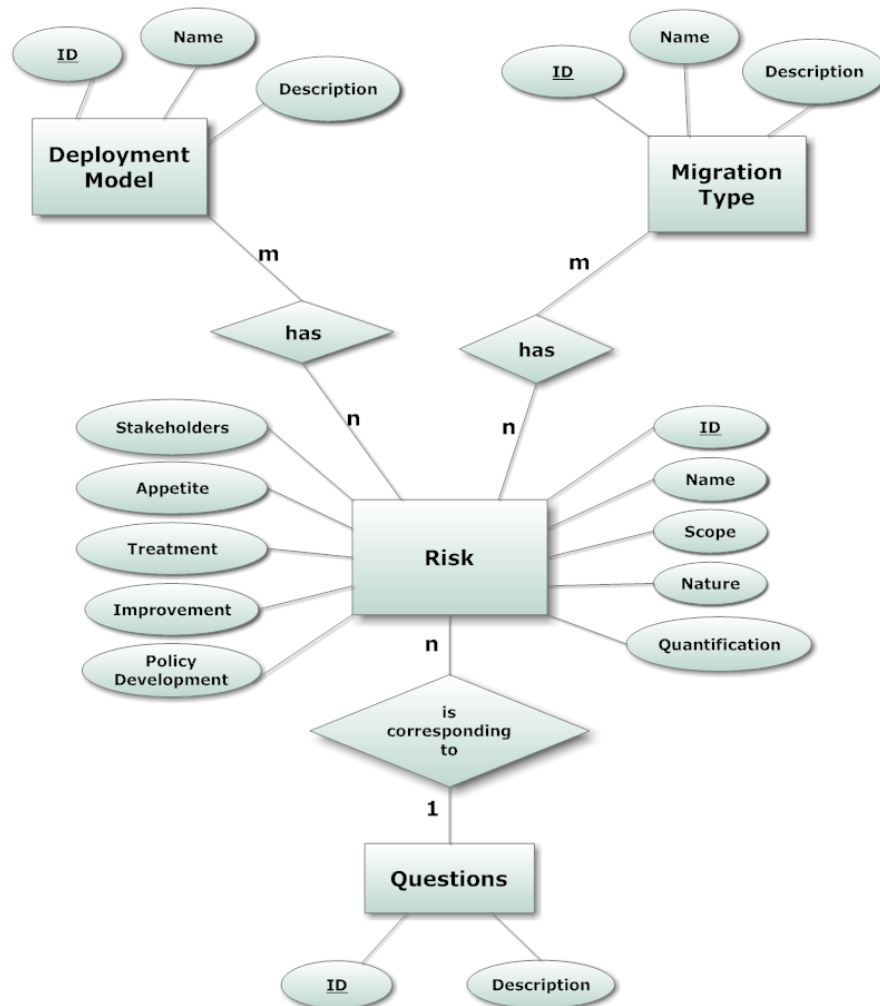 ID
Name
Description
Deployment
Model
ID
Name
Description
Migration
Type
m
has
n
m
has
n
Stakeholders
Appetite
Treatment
Improvement
Policy
Development
Risk
ID
Name
Scope
Nature
Quantification
n
is
corresponding
to
1
Questions
ID
Description